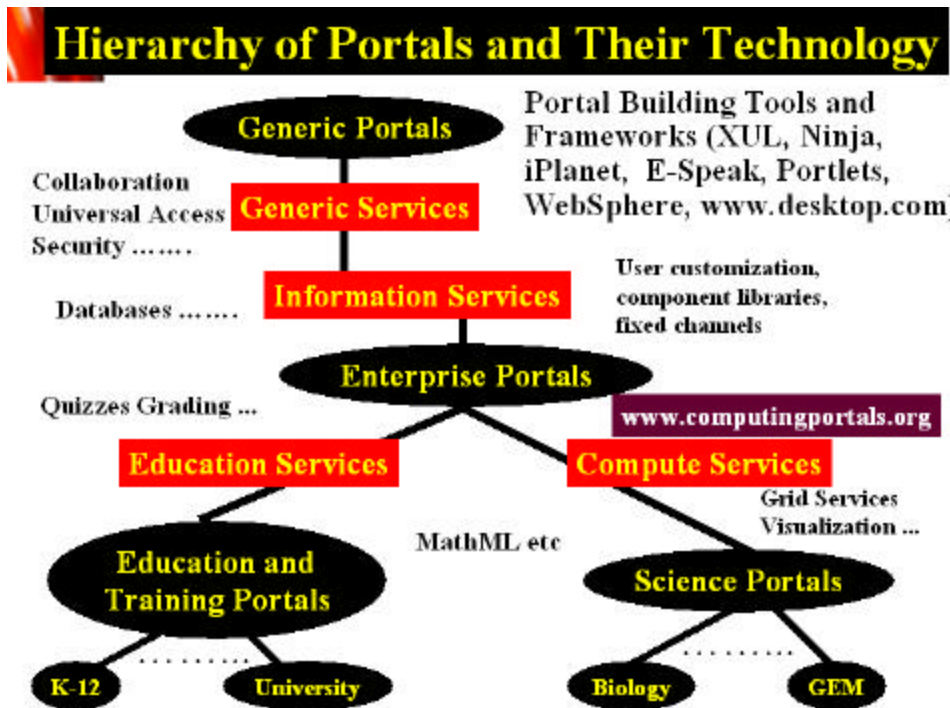 Hierarchy of Portals and Their Technology
Generic Portals
Portal Building Tools and
Frameworks (XUL, Ninja,
iPlanet, E-Speak, Portlets,
WebSphere, www.desktop.com)
Collaboration
Universal Access
Security …….
Generic Services
Information Services
User customization,
component libraries,
fixed channels
Databases …….
Enterprise Portals
Quizzes Grading ...
www.computingportals.org
Education Services
Compute Services
Grid Services
Visualization ...
MathML etc
Education and
Training Portals
Science Portals
. . . . . . . . .
. . . . . . . . .
K-12
University
Biology
GEM